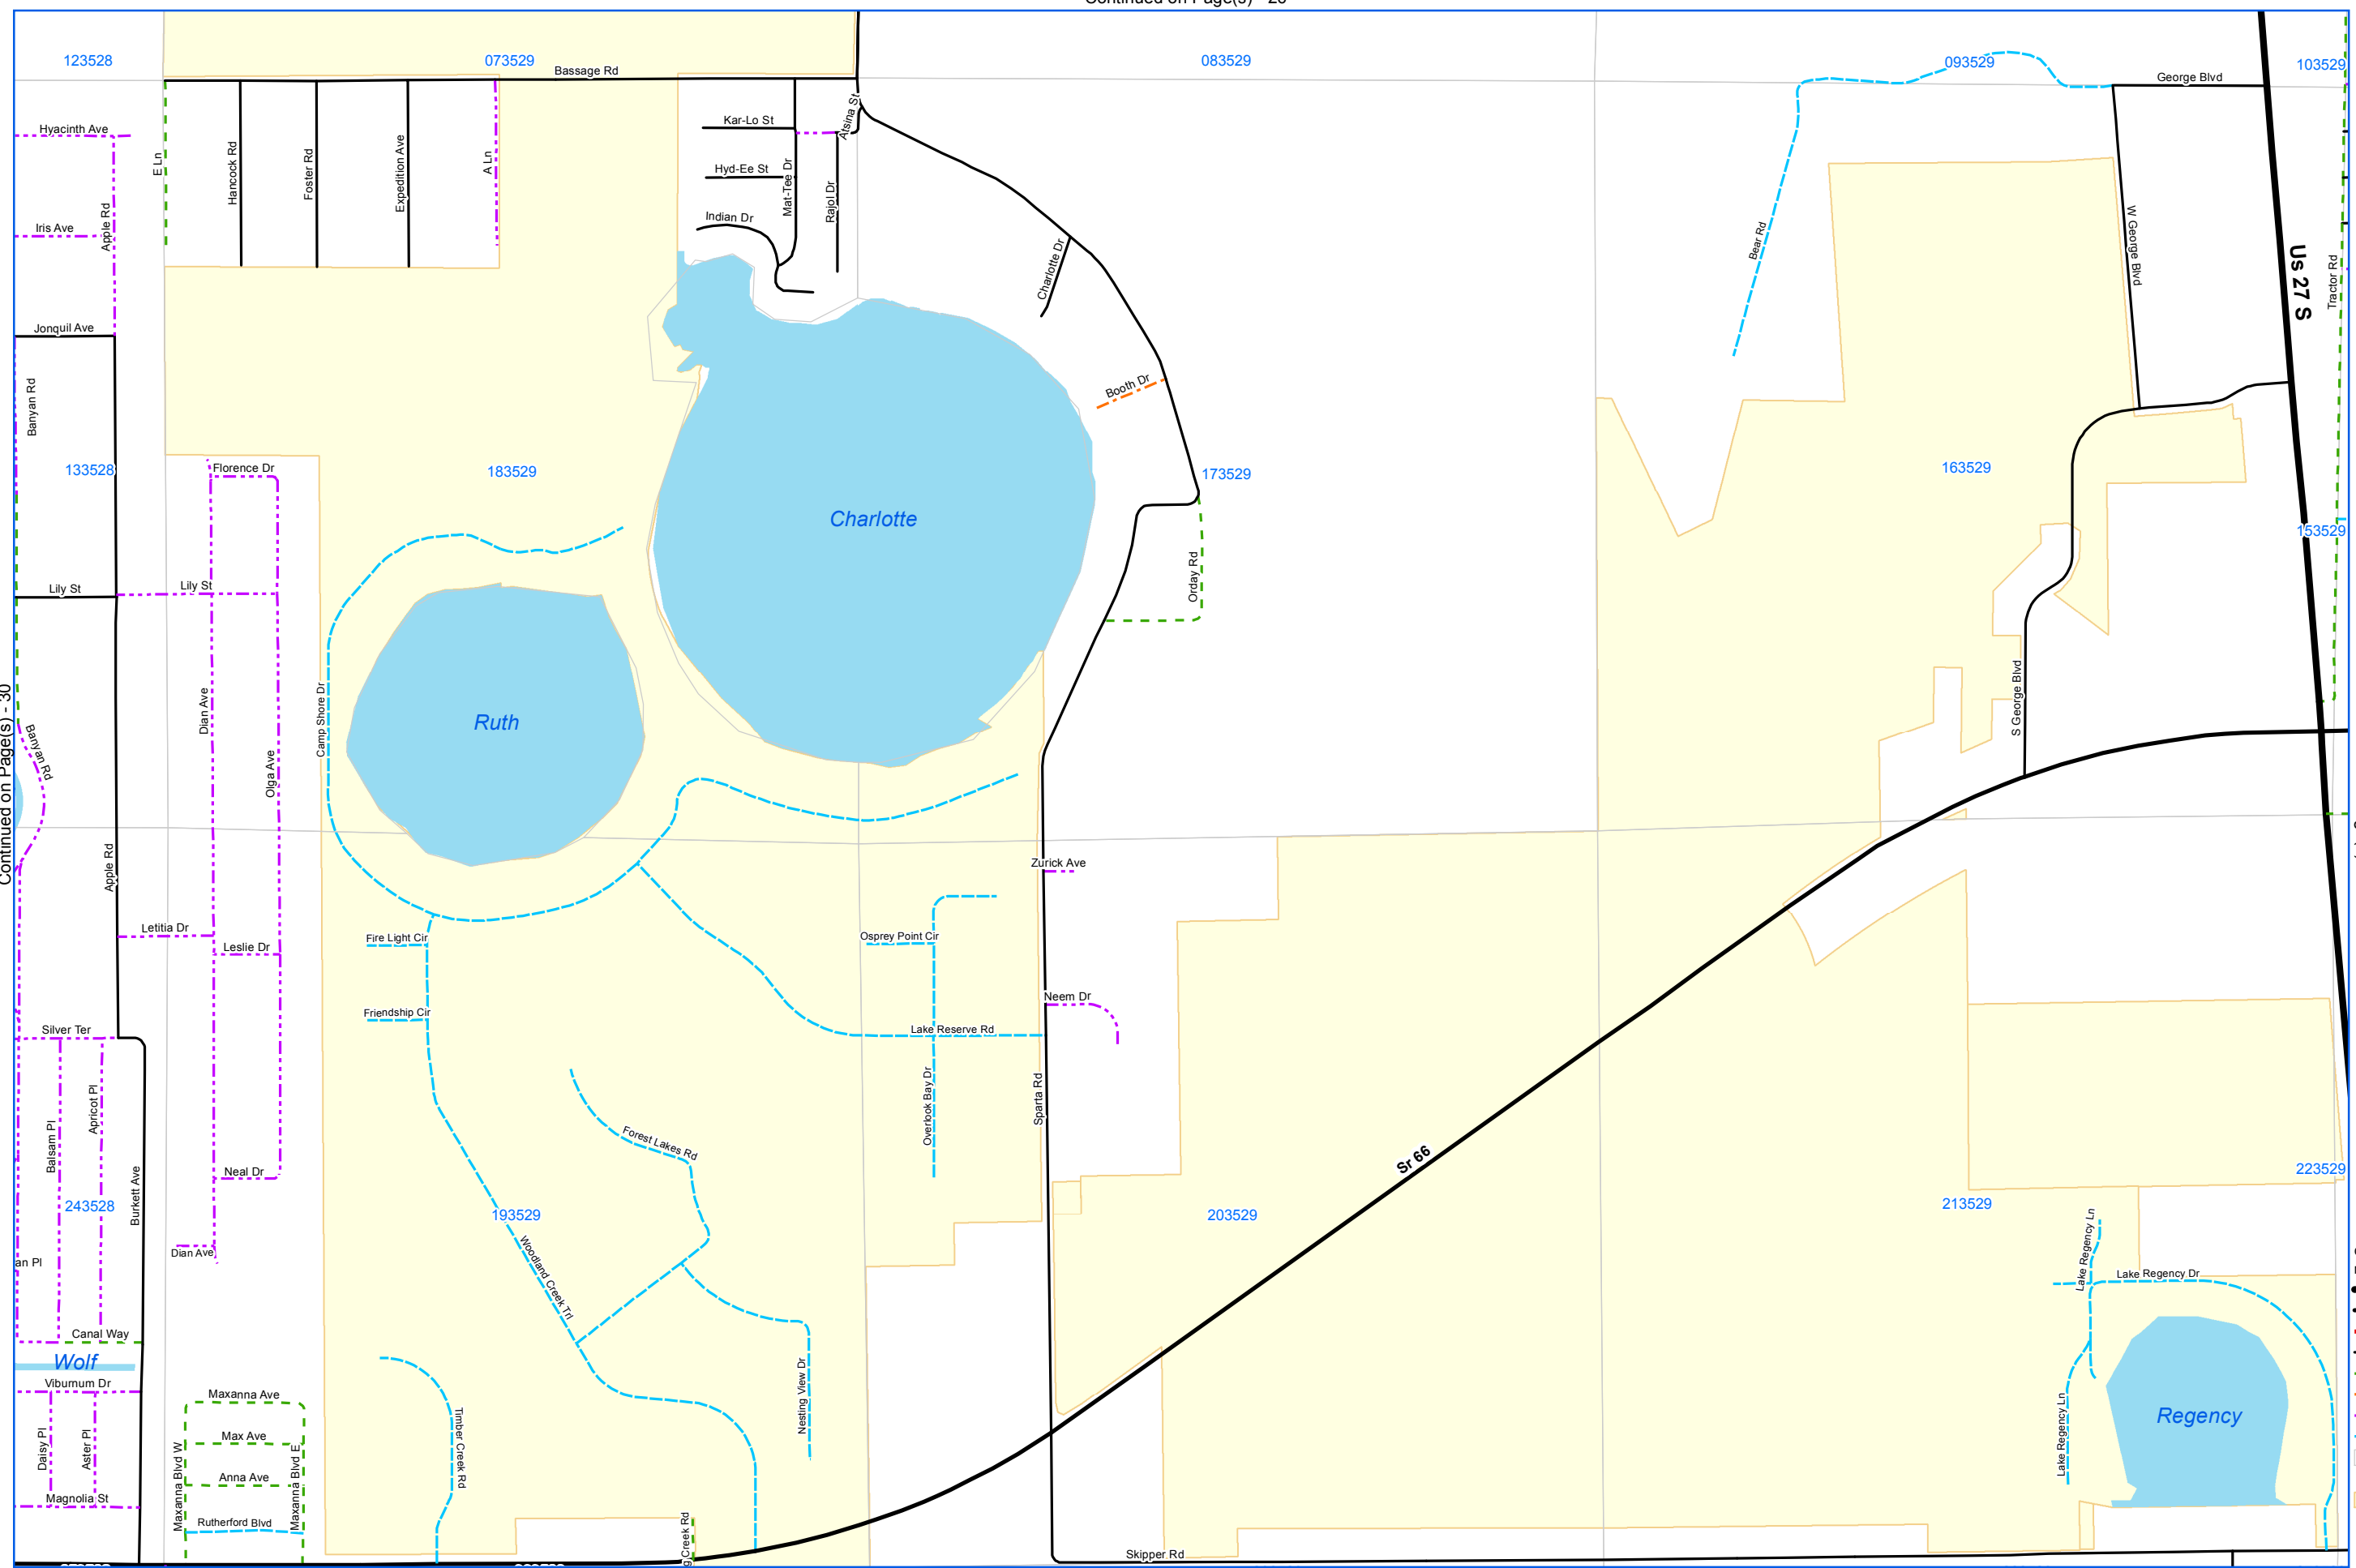 123528
073529
083529
093529
103529
Bassage Rd
George Blvd
Hyacinth Ave
Kar-Lo St
Atsina St
E Ln
Hancock Rd
Foster Rd
Expedition Ave
A Ln
Hyd-Ee St
Mat-Tee Dr
Rajol Dr
Apple Rd
Iris Ave
Indian Dr
Charlotte Dr
Bear Rd
W George Blvd
Us 27 S
Tractor Rd
Jonquil Ave
Banyan Rd
Booth Dr
133528
Florence Dr
183529
173529
163529
Charlotte
153529
Lily St
Lily St
Orday Rd
Continued on Page(s) - 30
Banyan Rd
Dian Ave
Camp Shore Dr
Ruth
S George Blvd
Olga Ave
Apple Rd
Zurick Ave
Letitia Dr
Leslie Dr
Fire Light Cir
Osprey Point Cir
Neem Dr
Friendship Cir
Silver Ter
Lake Reserve Rd
Balsam Pl
Apricot Pl
Burkett Ave
Overlook Bay Dr
Sparta Rd
Forest Lakes Rd
Sr 66
Neal Dr
223529
243528
193529
203529
213529
Dian Ave
an Pl
Woodland Creek Trl
Lake Regency Ln
Lake Regency Dr
Canal Way
Wolf
Viburnum Dr
Maxanna Ave
Nesting View Dr
Timber Creek Rd
Regency
Daisy Pl
Aster Pl
Max Ave
Maxanna Blvd W
Maxanna Blvd E
Anna Ave
Lake Regency Ln
Magnolia St
Rutherford Blvd
g Creek Rd
Skipper Rd